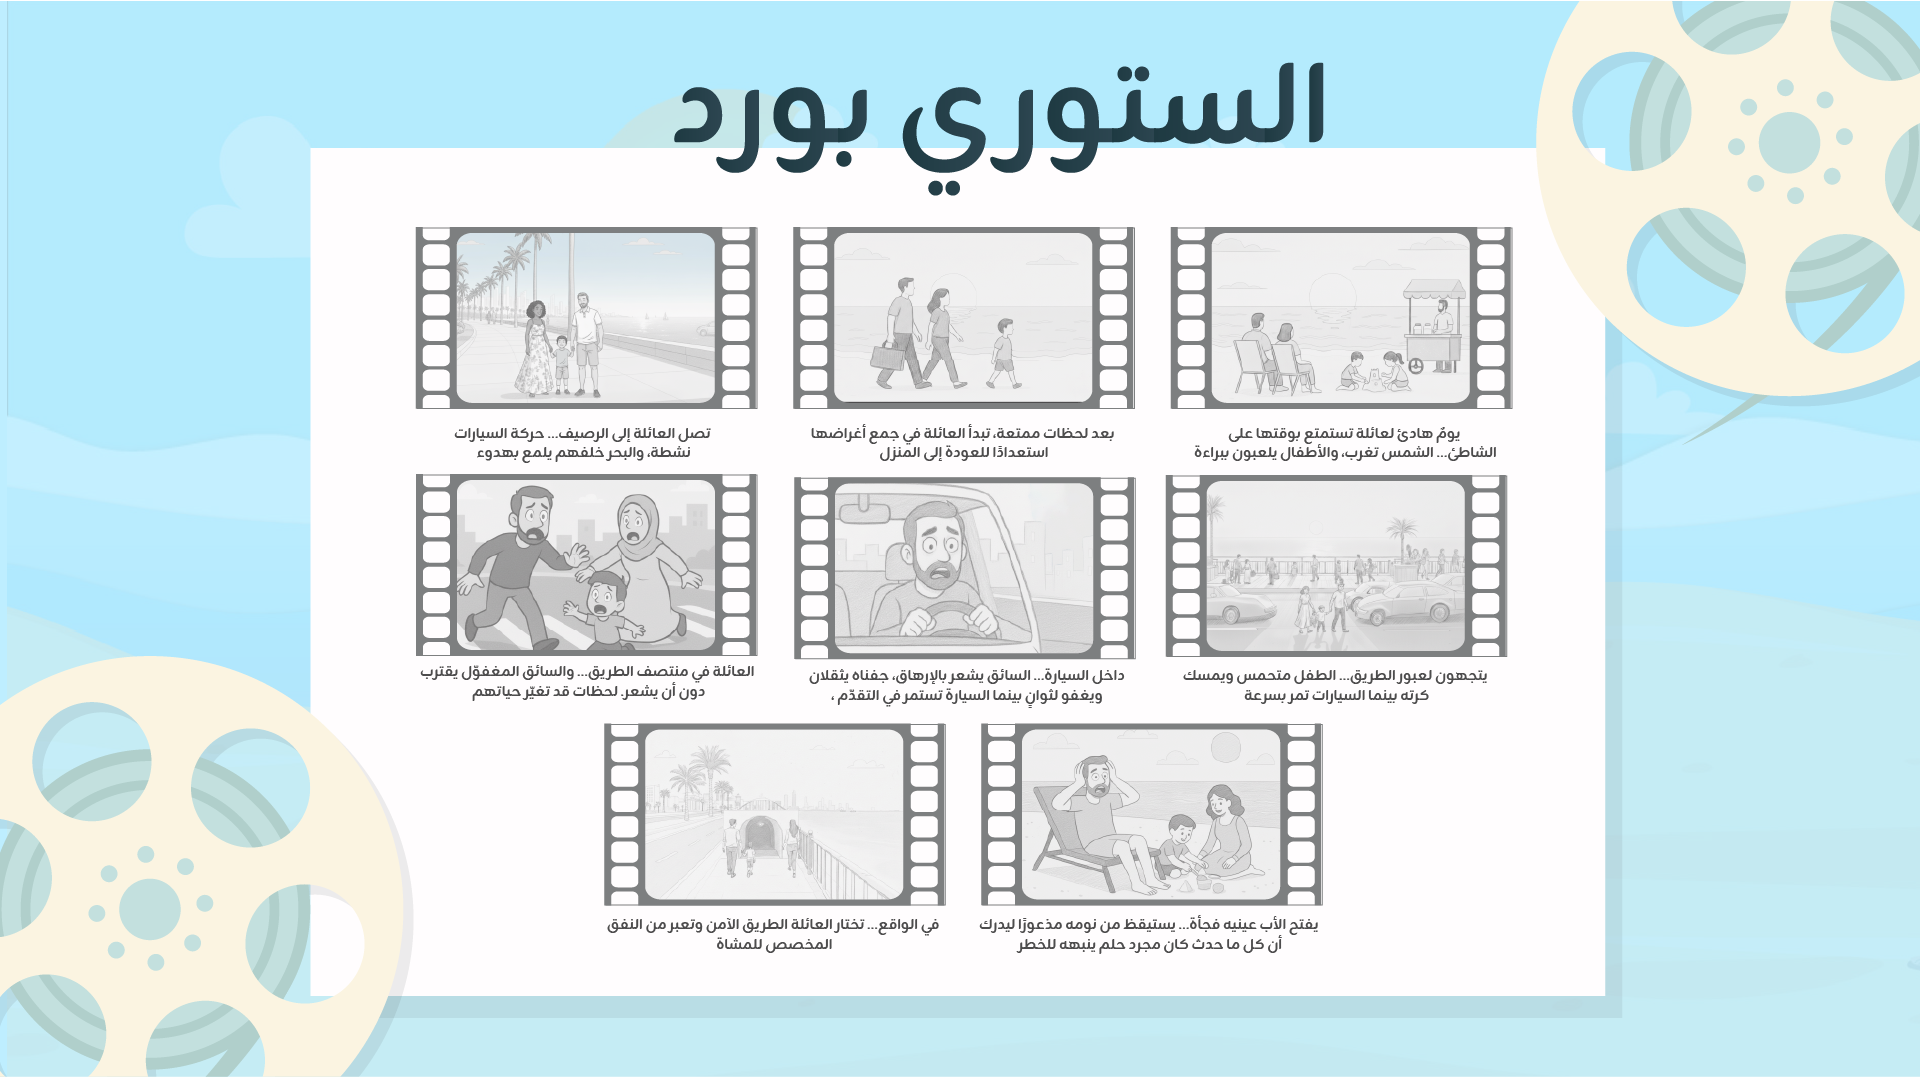 الستوري بورد
يومٌ هادئ لعائلة تستمتع بوقتها على
الشاطئ... الشمس تغرب، والأطفال يلعبون ببراءة
بعد لحظات ممتعة، تبدأ العائلة في جمع أغراضها
استعدادًا للعودة إلى المنزل
تصل العائلة إلى الرصيف... حركة السيارات
نشطة، والبحر خلفهم يلمع بهدوء
يتجهون لعبور الطريق... الطفل متحمس ويمسك
كرته بينما السيارات تمر بسرعة
داخل السيارة... السائق يشعر بالإرهاق، جفناه يثقلان
ويغفو لثوانٍ بينما السيارة تستمر في التقدّم ،
العائلة في منتصف الطريق... والسائق المغفوّل يقترب
دون أن يشعر. لحظات قد تغيّر حياتهم
يفتح الأب عينيه فجأة... يستيقظ من نومه مذعورًا ليدرك
أن كل ما حدث كان مجرد حلم ينبهه للخطر
في الواقع... تختار العائلة الطريق الآمن وتعبر من النفق
المخصص للمشاة